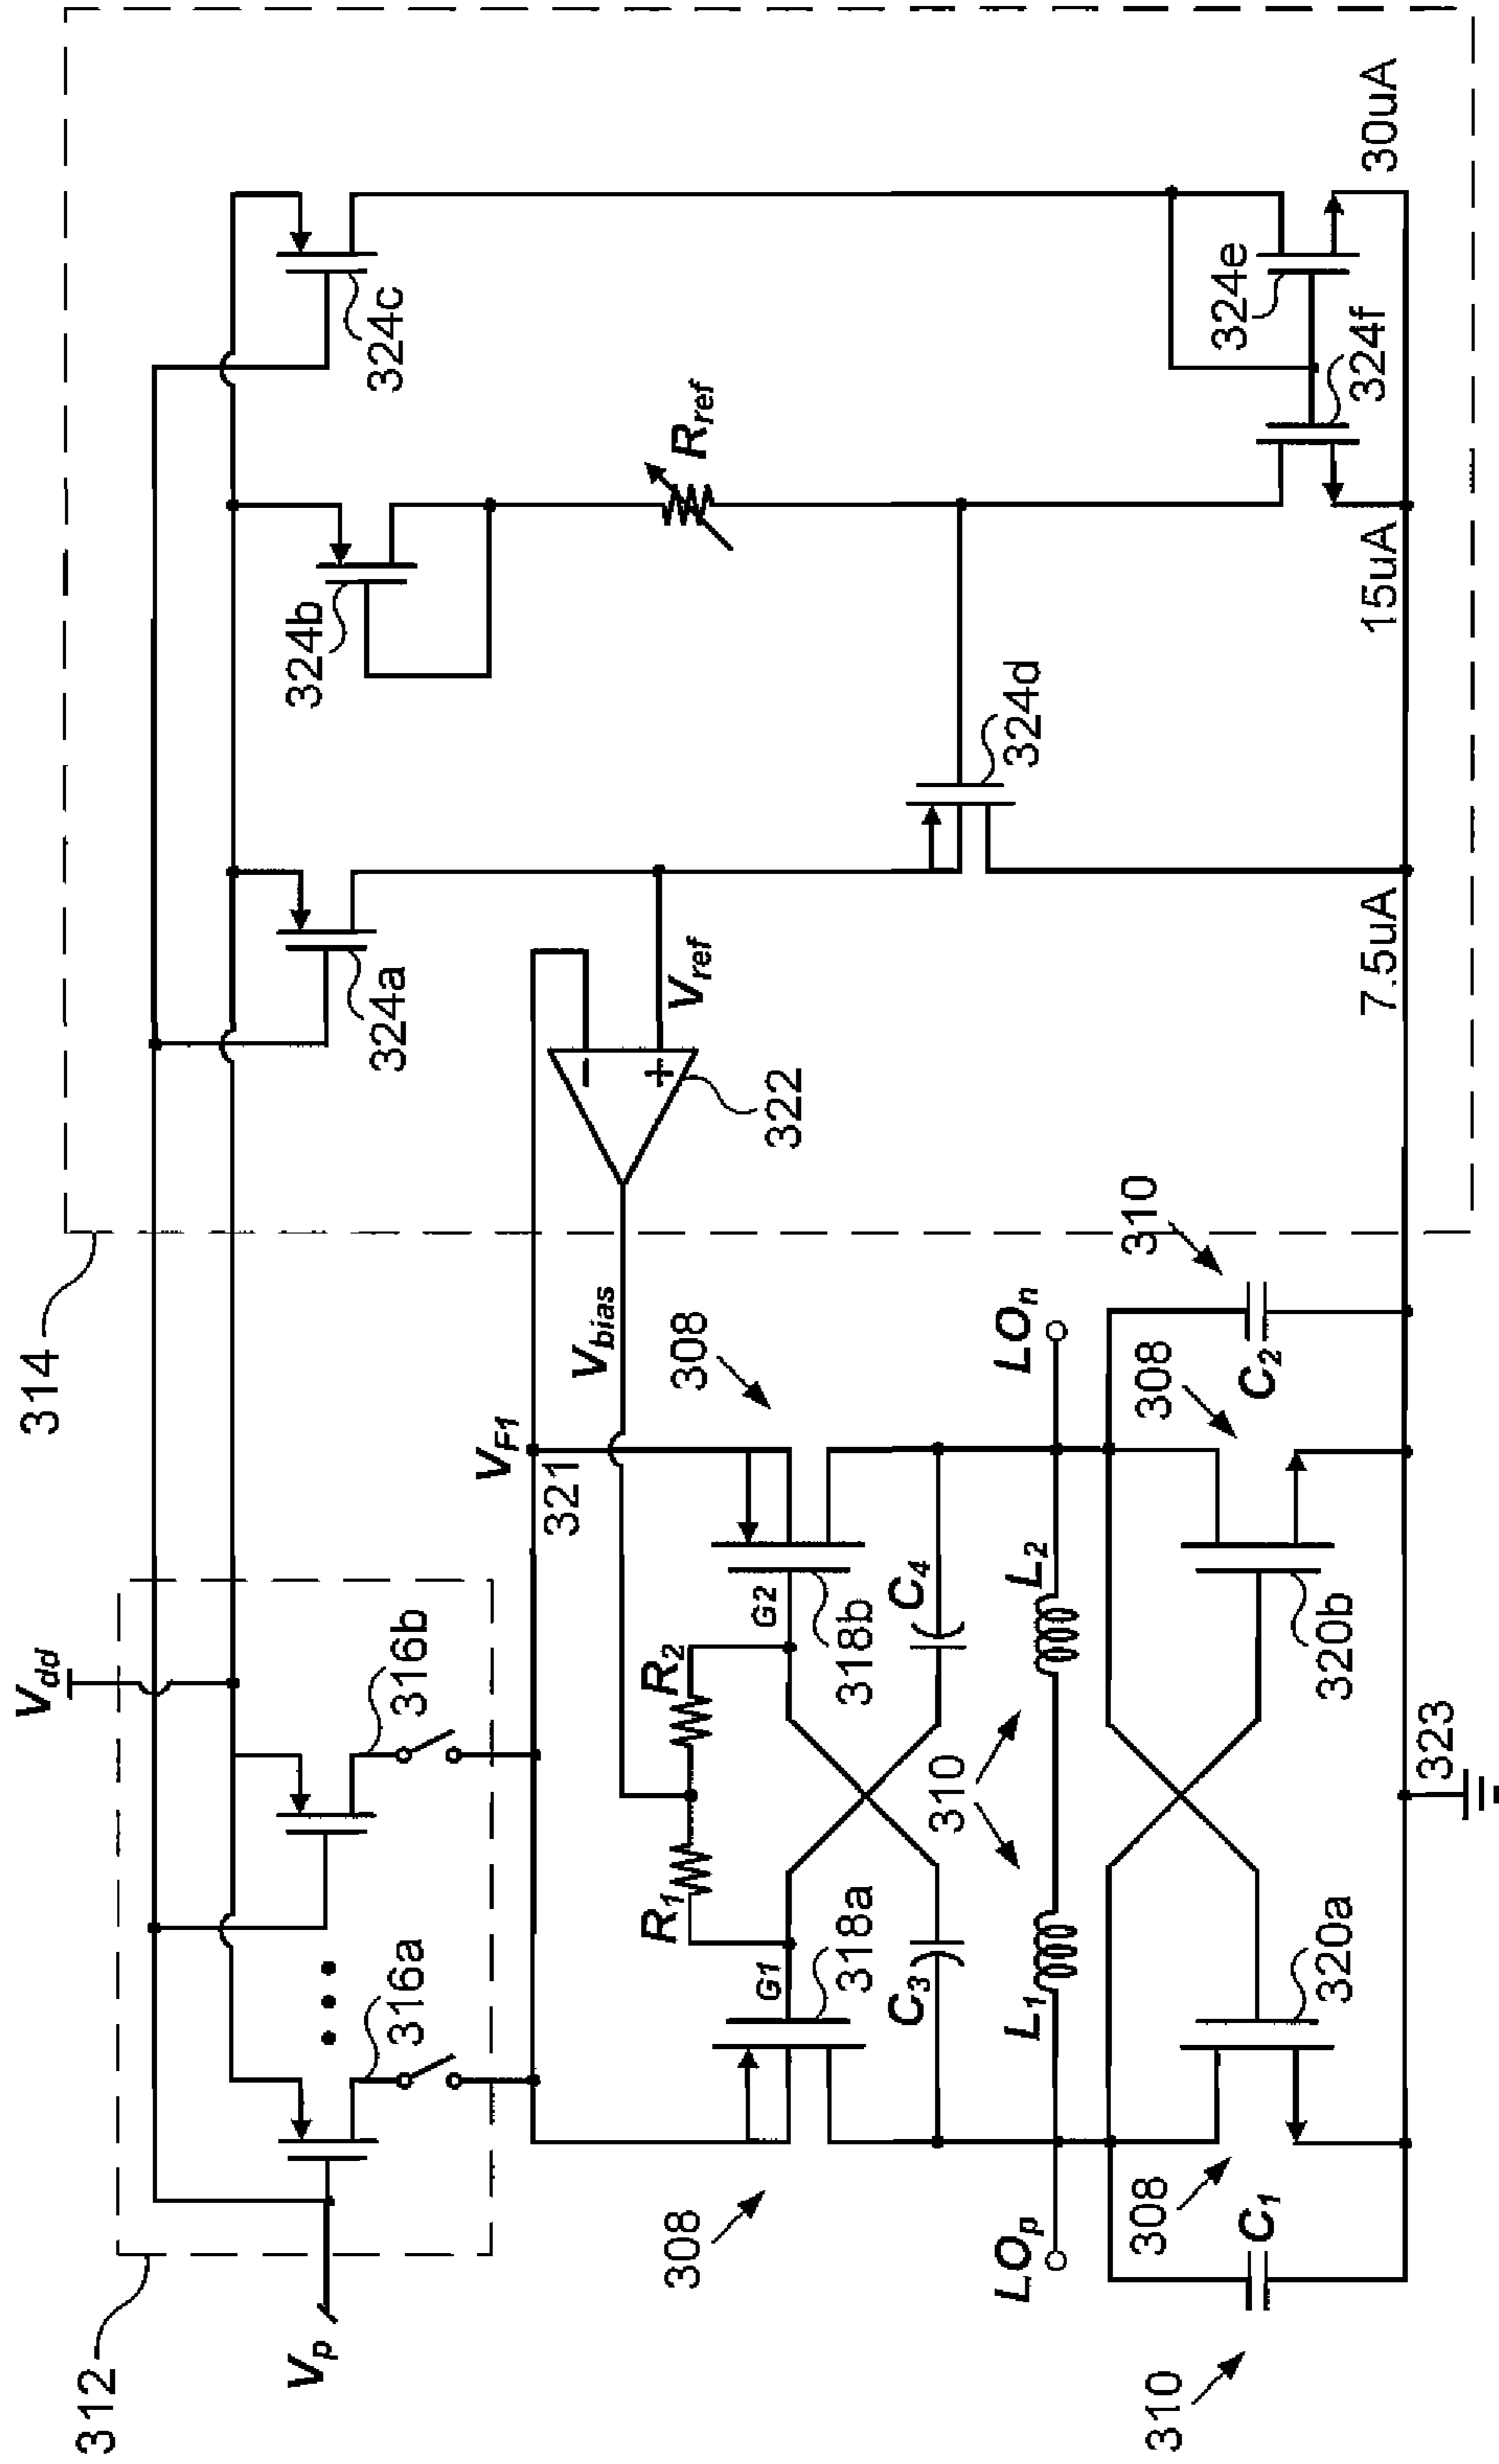 312
V_dd
314
316a
316b
V_p
V_F1
321
V_bias
322
V_ref
324a
324b
324c
R_ref
324d
324e
324f
R_1
R_2
G1
G2
308
308
318a
318b
C_3
C_4
310
L_1
L_2
LO_p
LO_n
308
308
320a
320b
C_1
C_2
310
310
323
7.5uA
15uA
30uA
−
+